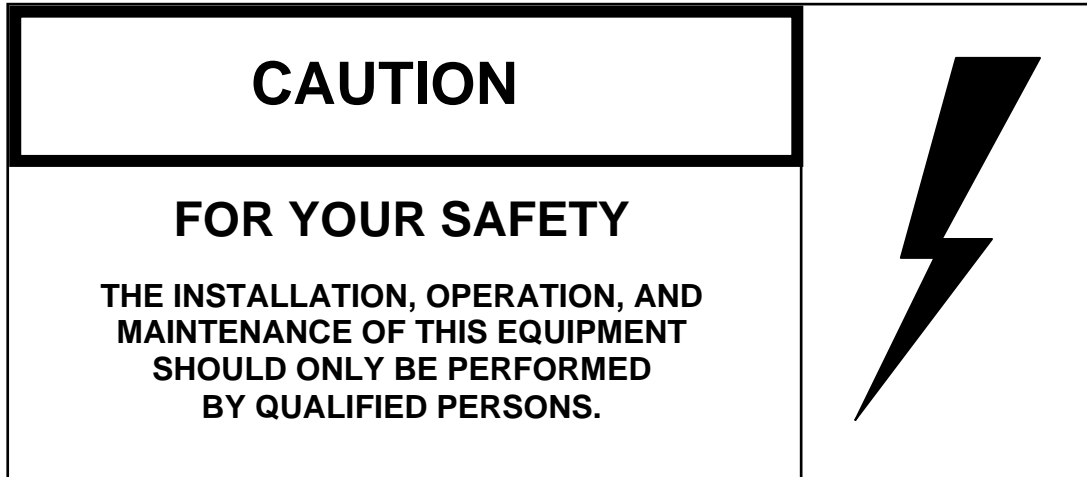 CAUTION
FOR YOUR SAFETY
THE INSTALLATION, OPERATION, AND
MAINTENANCE OF THIS EQUIPMENT
SHOULD ONLY BE PERFORMED
BY QUALIFIED PERSONS.